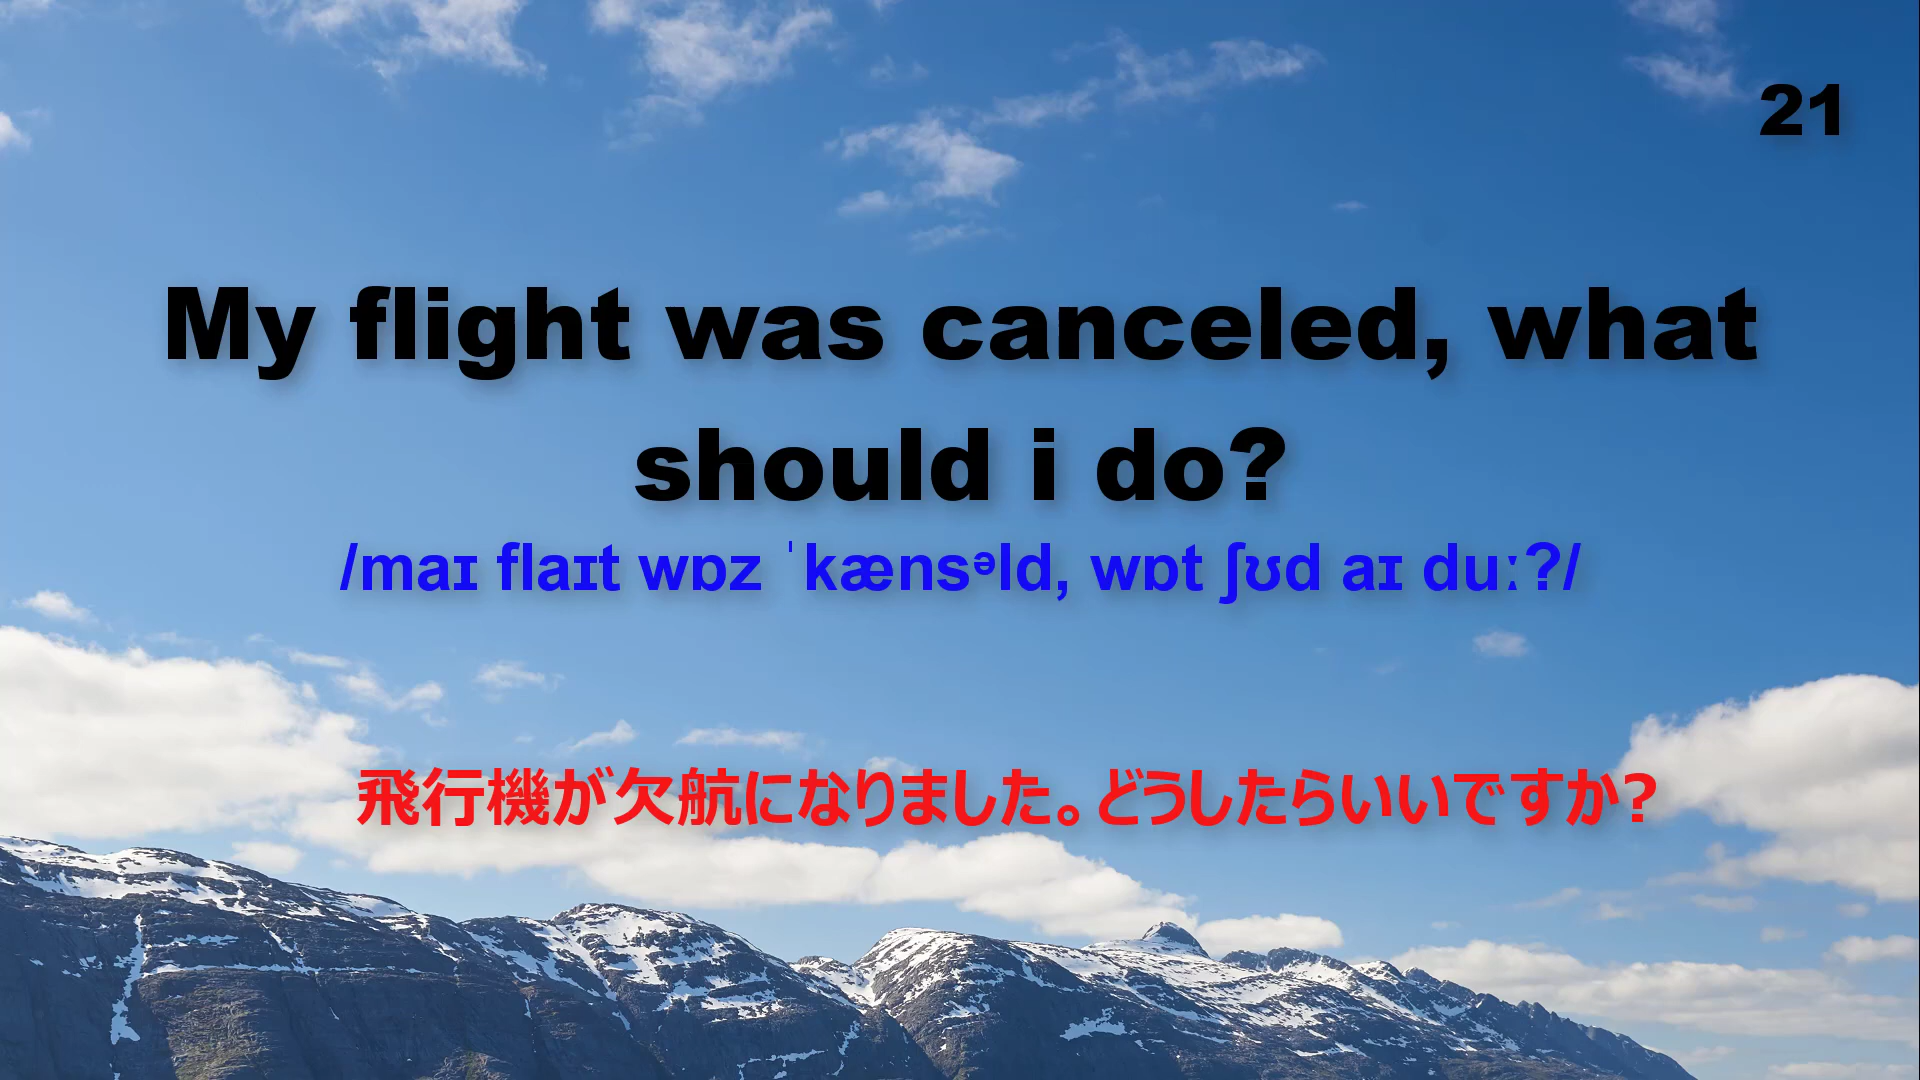 21
My flight was canceled, what
should i do?
/maɪ flaɪt wɒz ˈkænsᵊld, wɒt ʃʊd aɪ duː?/
飛行機が欠航になりました。どうしたらいいですか?